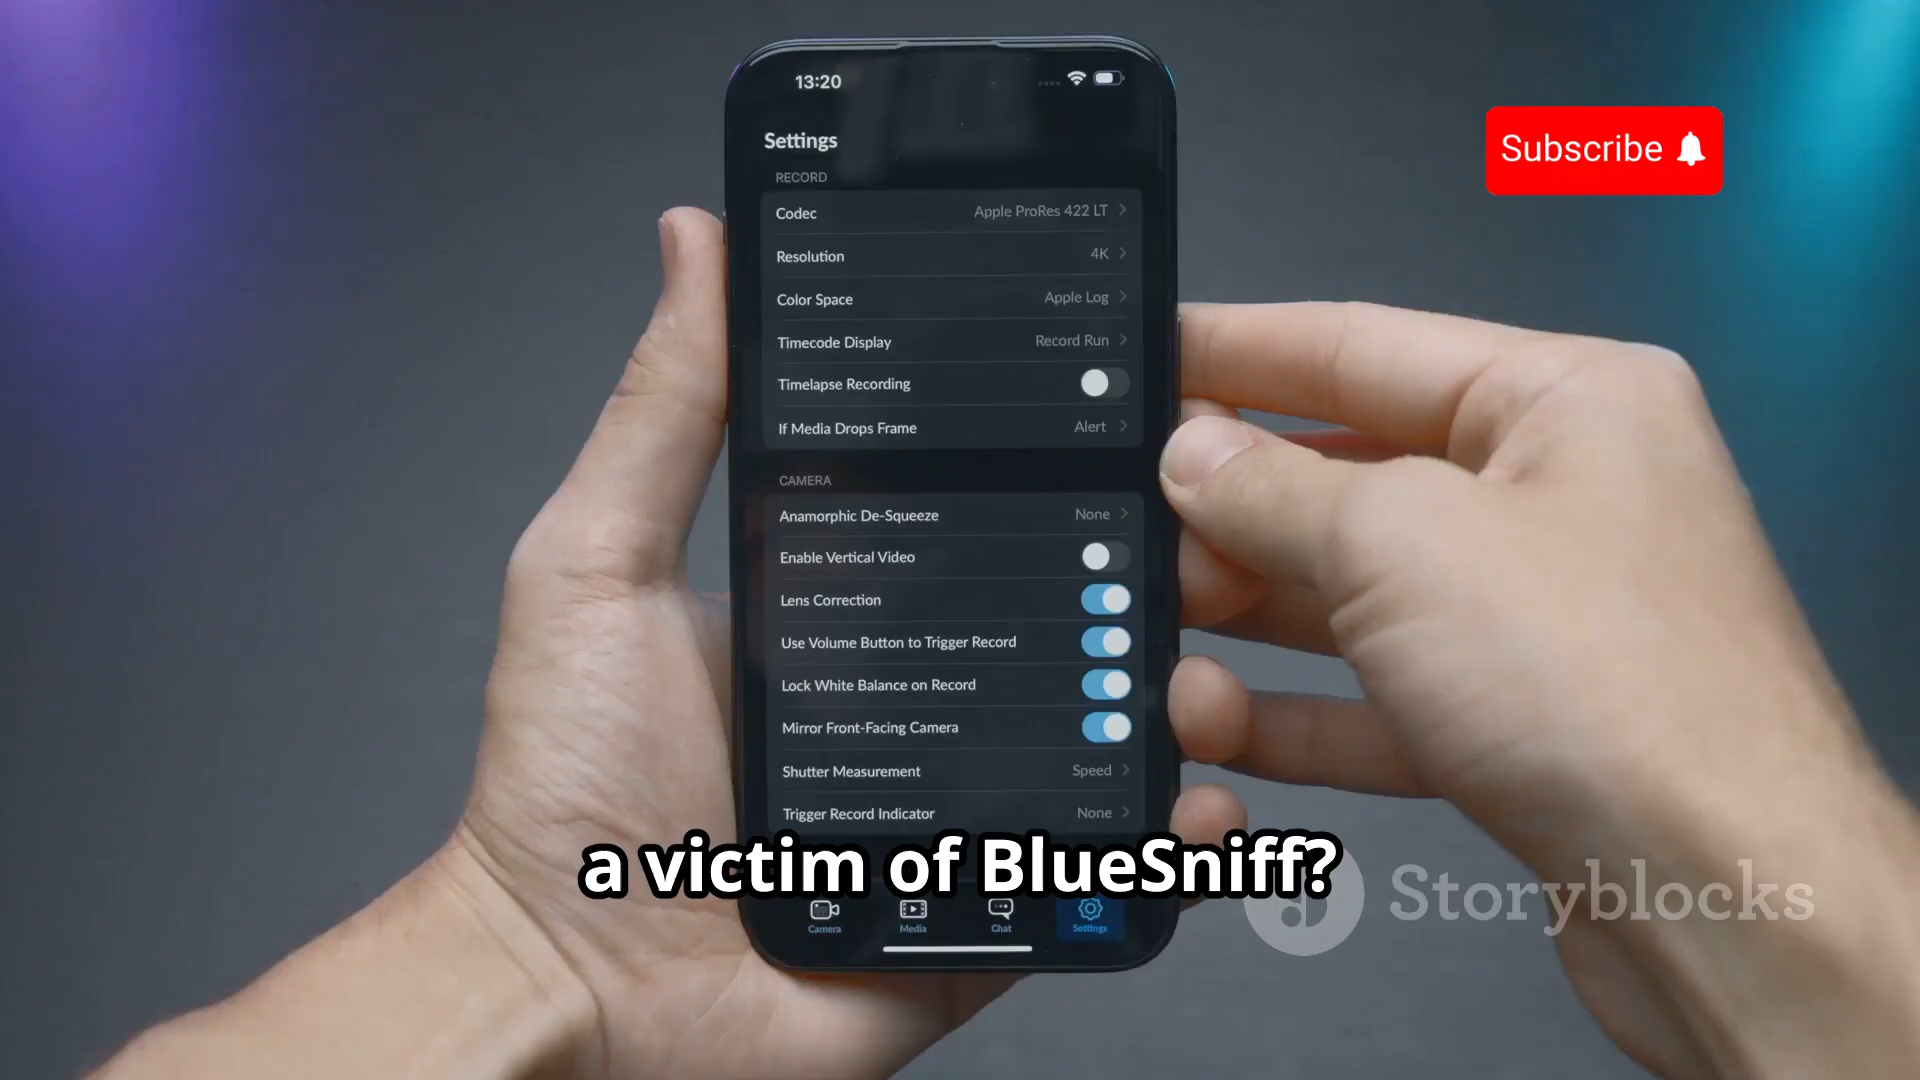 13:20
Subscribe
Settings
RECORD
Codec Apple ProRes 422 LT
Resolution 4K
Color Space Apple Log
Timecode Display Record Run
Timelapse Recording
If Media Drops Frame Alert
CAMERA
Anamorphic De-Squeeze None
Enable Vertical Video
Lens Correction
Use Volume Button to Trigger Record
Lock White Balance on Record
Mirror Front-Facing Camera
Shutter Measurement Speed
Trigger Record Indicator None
a victim of BlueSniff?
Storyblocks
Camera Media Chat Settings